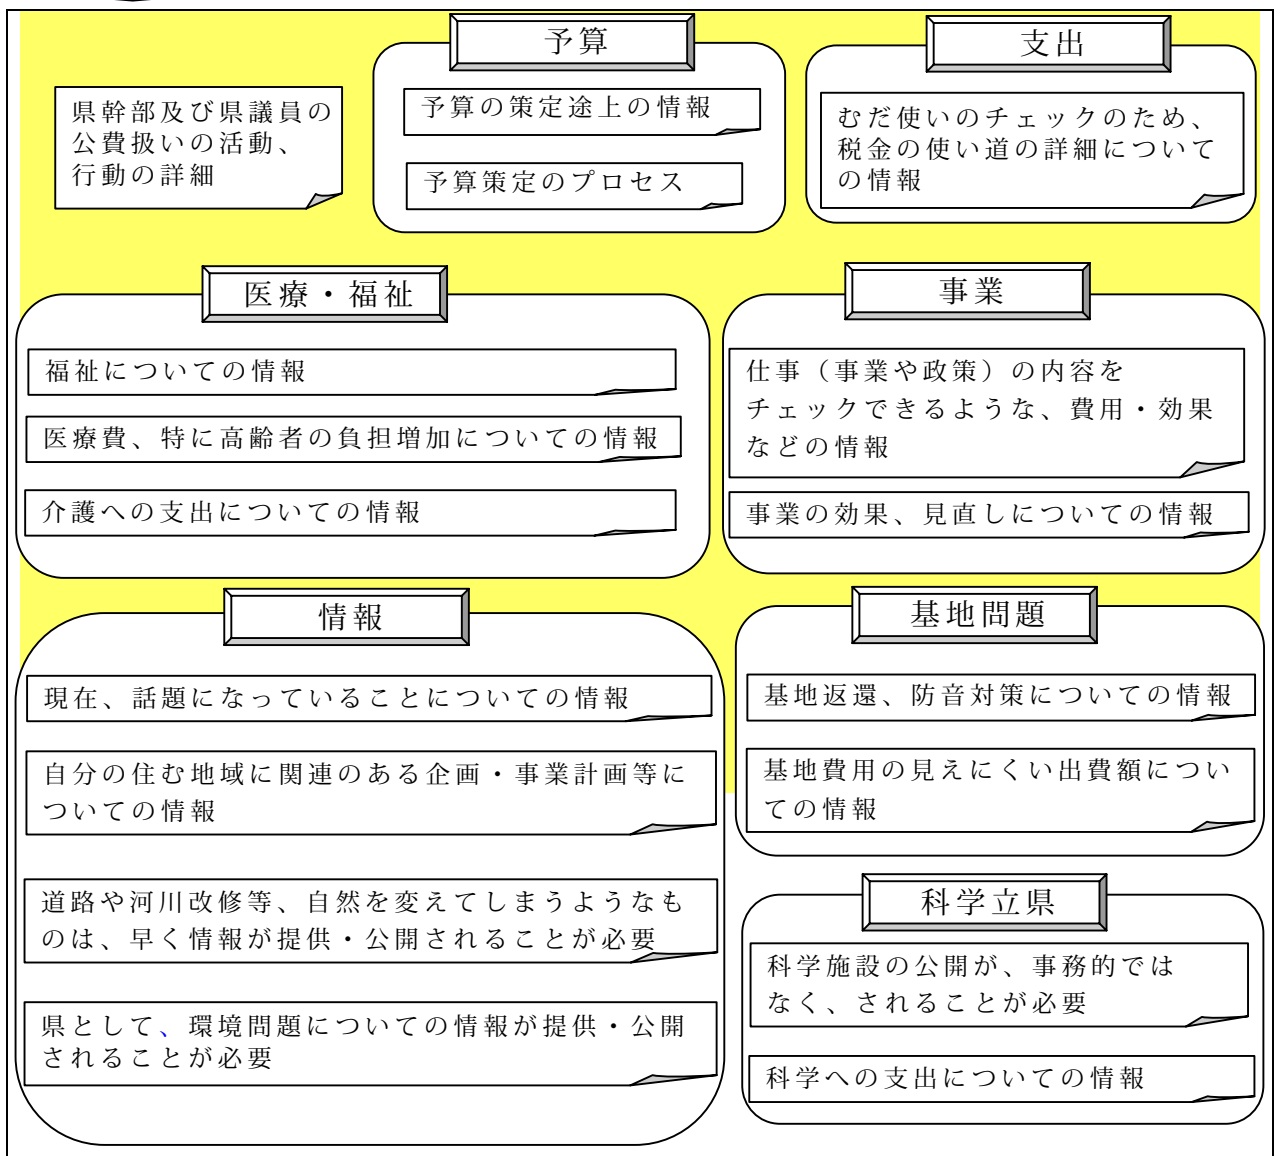 県幹部及び県議員の
公費扱いの活動、
行動の詳細
予算
予算の策定途上の情報
予算策定のプロセス
支出
むだ使いのチェックのため、
税金の使い道の詳細について
の情報
医療・福祉
福祉についての情報
医療費、特に高齢者の負担増加についての情報
介護への支出についての情報
事業
仕事（事業や政策）の内容を
チェックできるような、費用・効果
などの情報
事業の効果、見直しについての情報
情報
現在、話題になっていることについての情報
自分の住む地域に関連のある企画・事業計画等に
ついての情報
道路や河川改修等、自然を変えてしまうようなも
のは、早く情報が提供・公開されることが必要
県として、環境問題についての情報が提供・公開
されることが必要
基地問題
基地返還、防音対策についての情報
基地費用の見えにくい出費額につい
ての情報
科学立県
科学施設の公開が、事務的では
なく、されることが必要
科学への支出についての情報